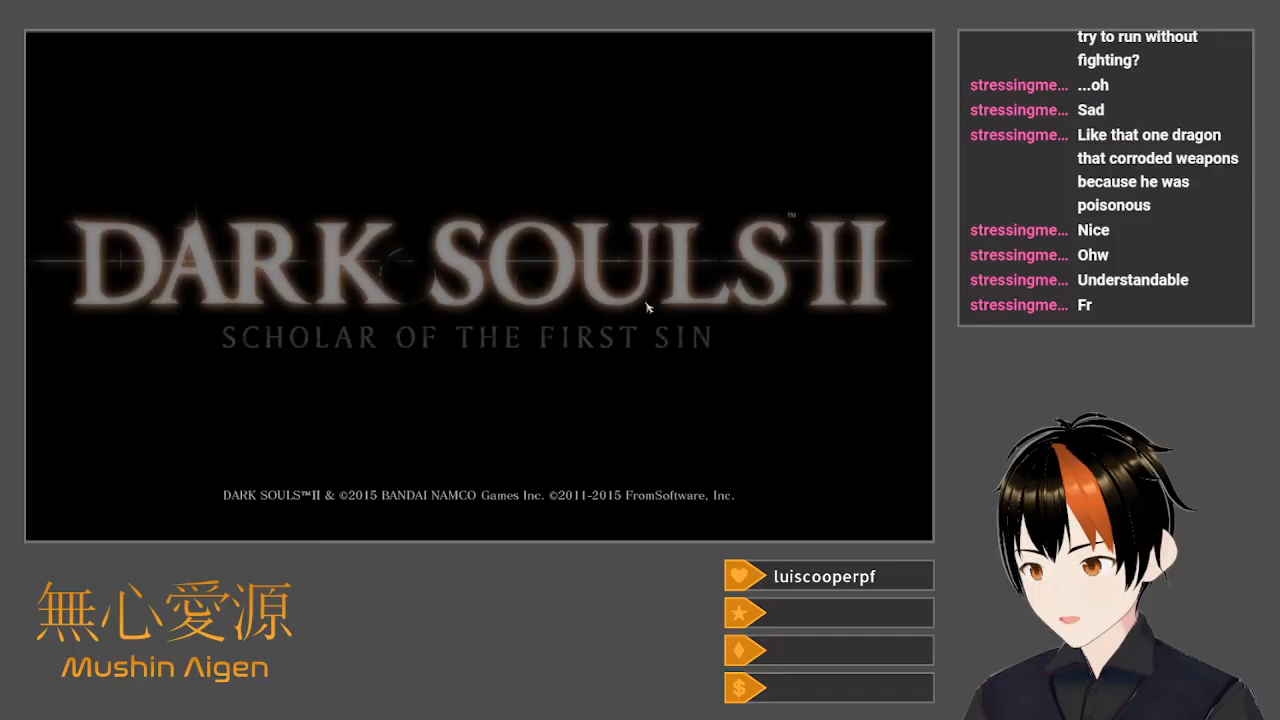 DARK SOULS II™
SCHOLAR OF THE FIRST SIN
DARK SOULS™II & ©2015 BANDAI NAMCO Games Inc. ©2011-2015 FromSoftware, Inc.
try to run without
fighting?
stressingme… ...oh
stressingme… Sad
stressingme… Like that one dragon
that corroded weapons
because he was
poisonous
stressingme… Nice
stressingme… Ohw
stressingme… Understandable
stressingme… Fr
無心愛源
Mushin Aigen
luiscooperpf
$